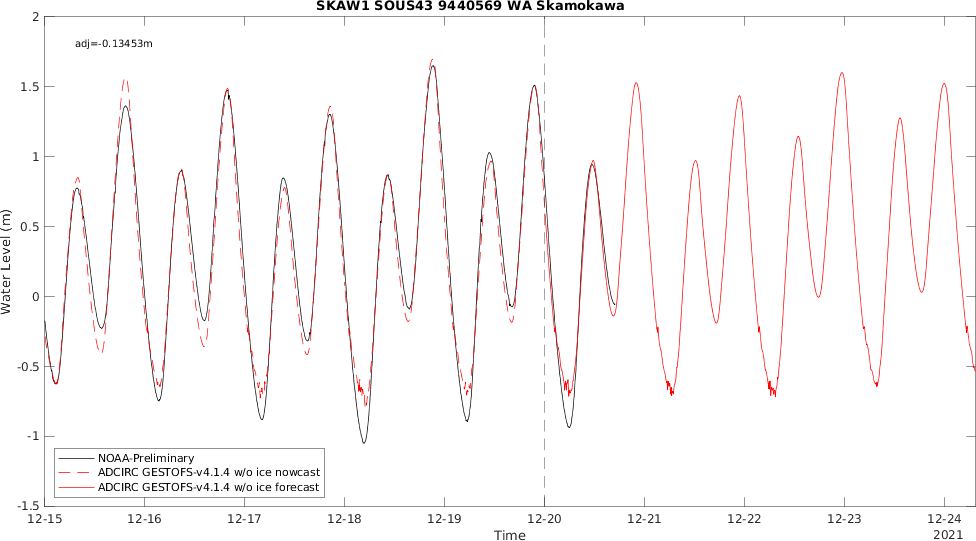 SKAW1 SOUS43 9440569 WA Skamokawa
adj=-0.13453m
Water Level (m)
2
1.5
1
0.5
0
-0.5
-1
-1.5
NOAA-Preliminary
ADCIRC GESTOFS-v4.1.4 w/o ice nowcast
ADCIRC GESTOFS-v4.1.4 w/o ice forecast
12-15 12-16 12-17 12-18 12-19 12-20 12-21 12-22 12-23 12-24
Time
2021